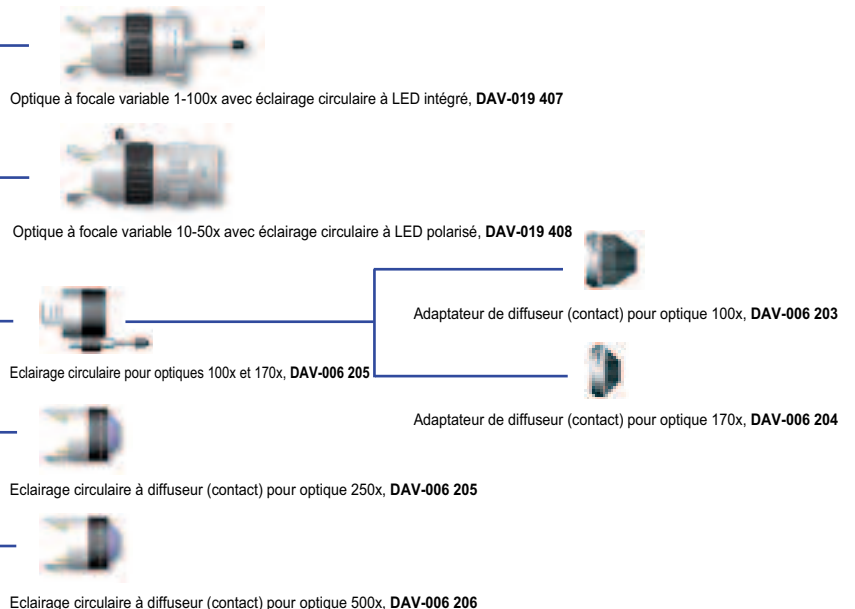 Optique à focale variable 1-100x avec éclairage circulaire à LED intégré, DAV-019 407
Optique à focale variable 10-50x avec éclairage circulaire à LED polarisé, DAV-019 408
Adaptateur de diffuseur (contact) pour optique 100x, DAV-006 203
Eclairage circulaire pour optiques 100x et 170x, DAV-006 205
Adaptateur de diffuseur (contact) pour optique 170x, DAV-006 204
Eclairage circulaire à diffuseur (contact) pour optique 250x, DAV-006 205
Eclairage circulaire à diffuseur (contact) pour optique 500x, DAV-006 206